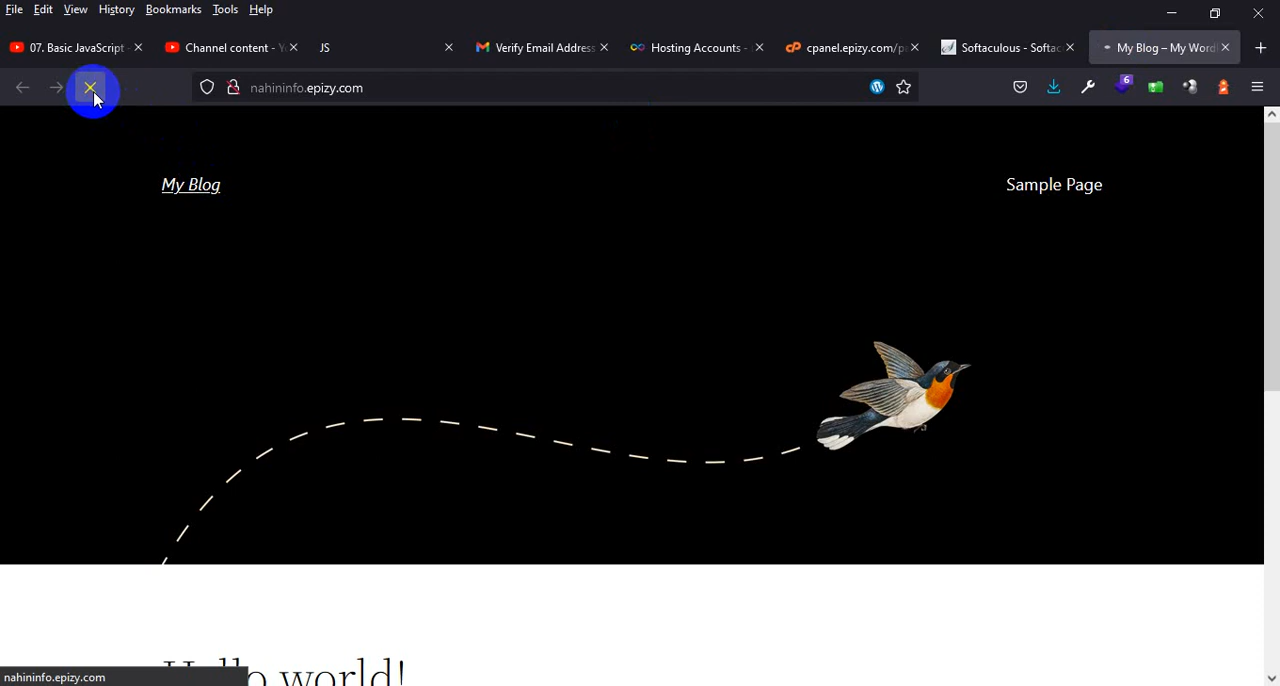 File Edit View History Bookmarks Tools Help
07. Basic JavaScript - Channel content - Y JS Verify Email Address Hosting Accounts - cpanel.epizy.com/p Softaculous - Softac My Blog – My Word
nahininfo.epizy.com 6
My Blog Sample Page
Hello world!
nahininfo.epizy.com